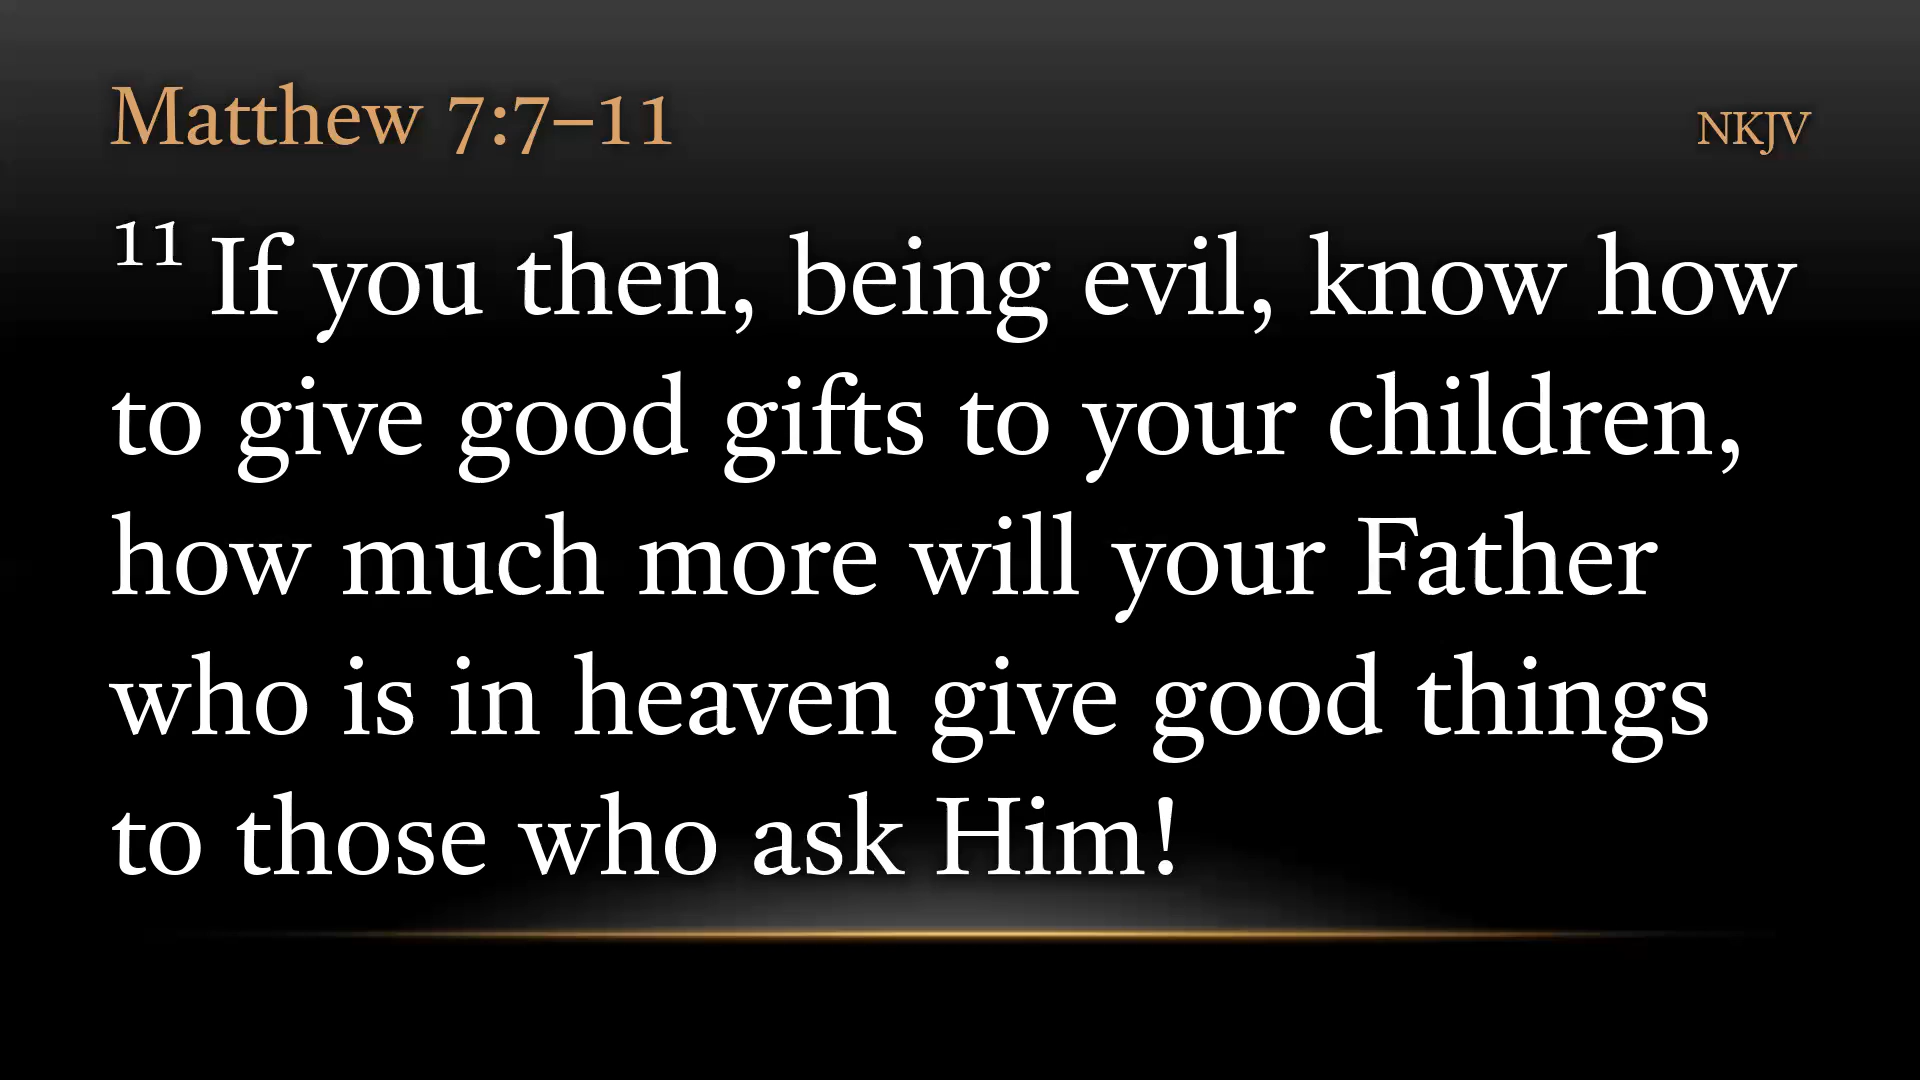 Matthew 7:7–11 NKJV
11 If you then, being evil, know how
to give good gifts to your children,
how much more will your Father
who is in heaven give good things
to those who ask Him!